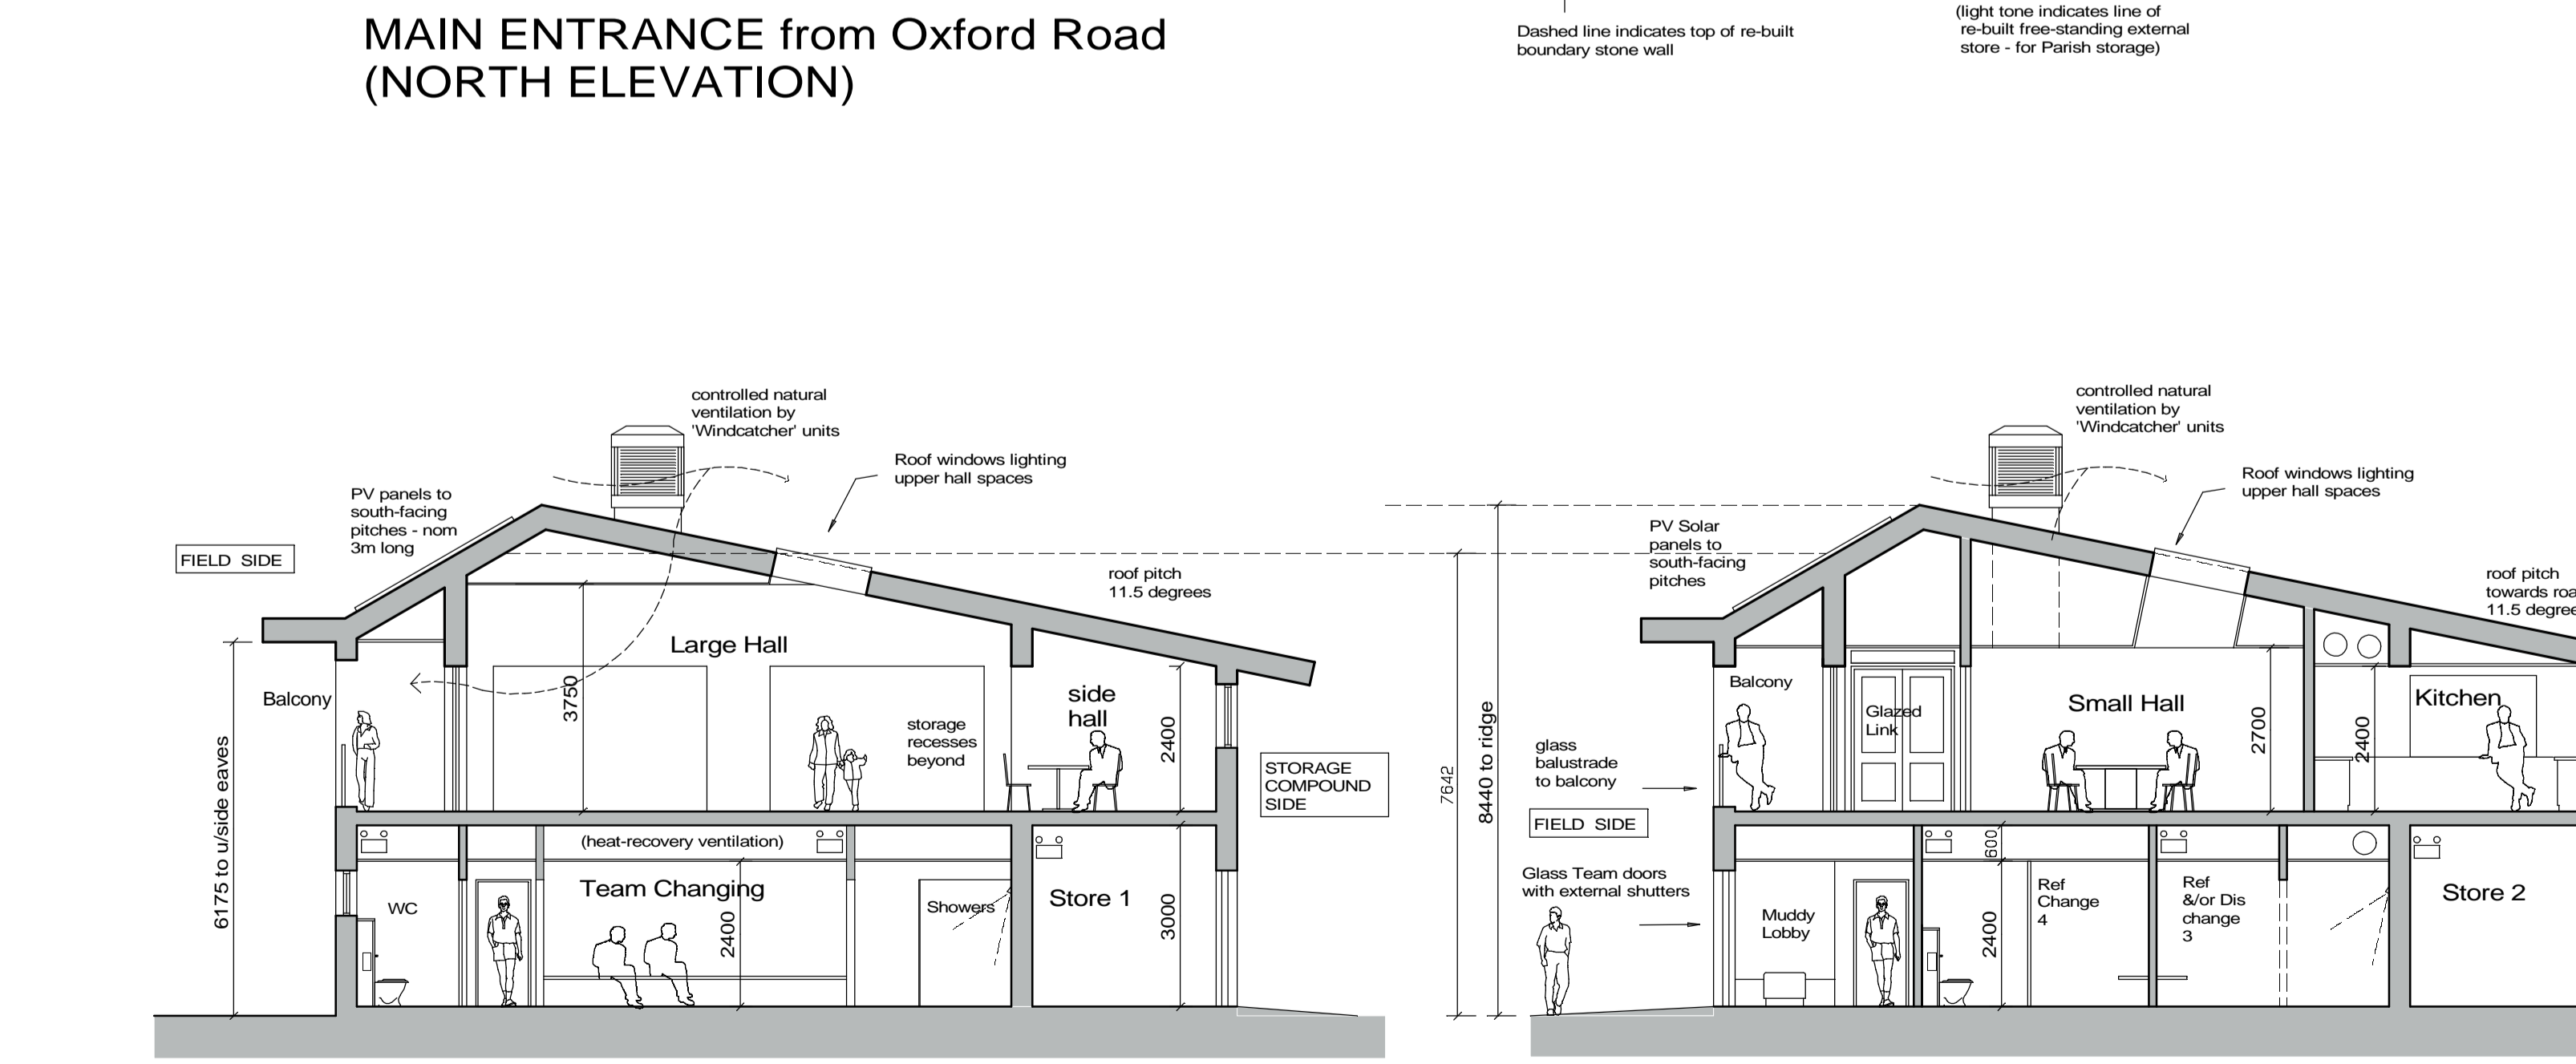 MAIN ENTRANCE from Oxford Road
(NORTH ELEVATION)
Dashed line indicates top of re-built
boundary stone wall
(light tone indicates line of
re-built free-standing external
store - for Parish storage)
controlled natural
ventilation by
'Windcatcher' units
Roof windows lighting
upper hall spaces
PV panels to
south-facing
pitches - nom
3m long
FIELD SIDE
roof pitch
11.5 degrees
Large Hall
Balcony
3750
side
hall
storage
recesses
beyond
2400
6175 to u/side eaves
STORAGE
COMPOUND
SIDE
(heat-recovery ventilation)
Team Changing
WC
2400
Showers
Store 1
3000
7642
8440 to ridge
controlled natural
ventilation by
'Windcatcher' units
Roof windows lighting
upper hall spaces
PV Solar
panels to
south-facing
pitches
roof pitch
towards roa
11.5 degree
Balcony
Glazed
Link
Small Hall
2700
2400
Kitchen
glass
balustrade
to balcony
FIELD SIDE
Glass Team doors
with external shutters
600
Muddy
Lobby
2400
Ref
Change
4
Ref
&/or Dis
change
3
Store 2